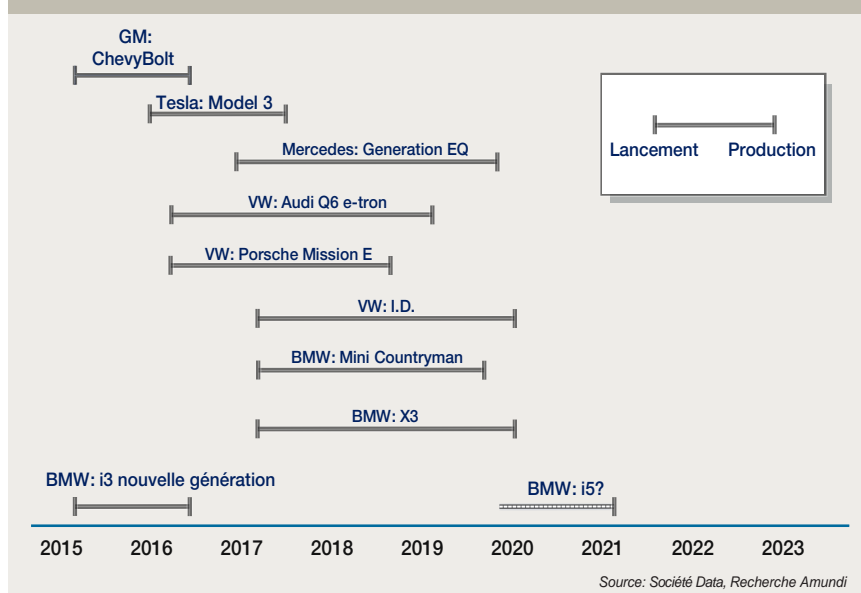 GM:
ChevyBolt
Tesla: Model 3
Lancement Production
Mercedes: Generation EQ
VW: Audi Q6 e-tron
VW: Porsche Mission E
VW: I.D.
BMW: Mini Countryman
BMW: X3
BMW: i3 nouvelle génération
BMW: i5?
2015 2016 2017 2018 2019 2020 2021 2022 2023
Source: Société Data, Recherche Amundi